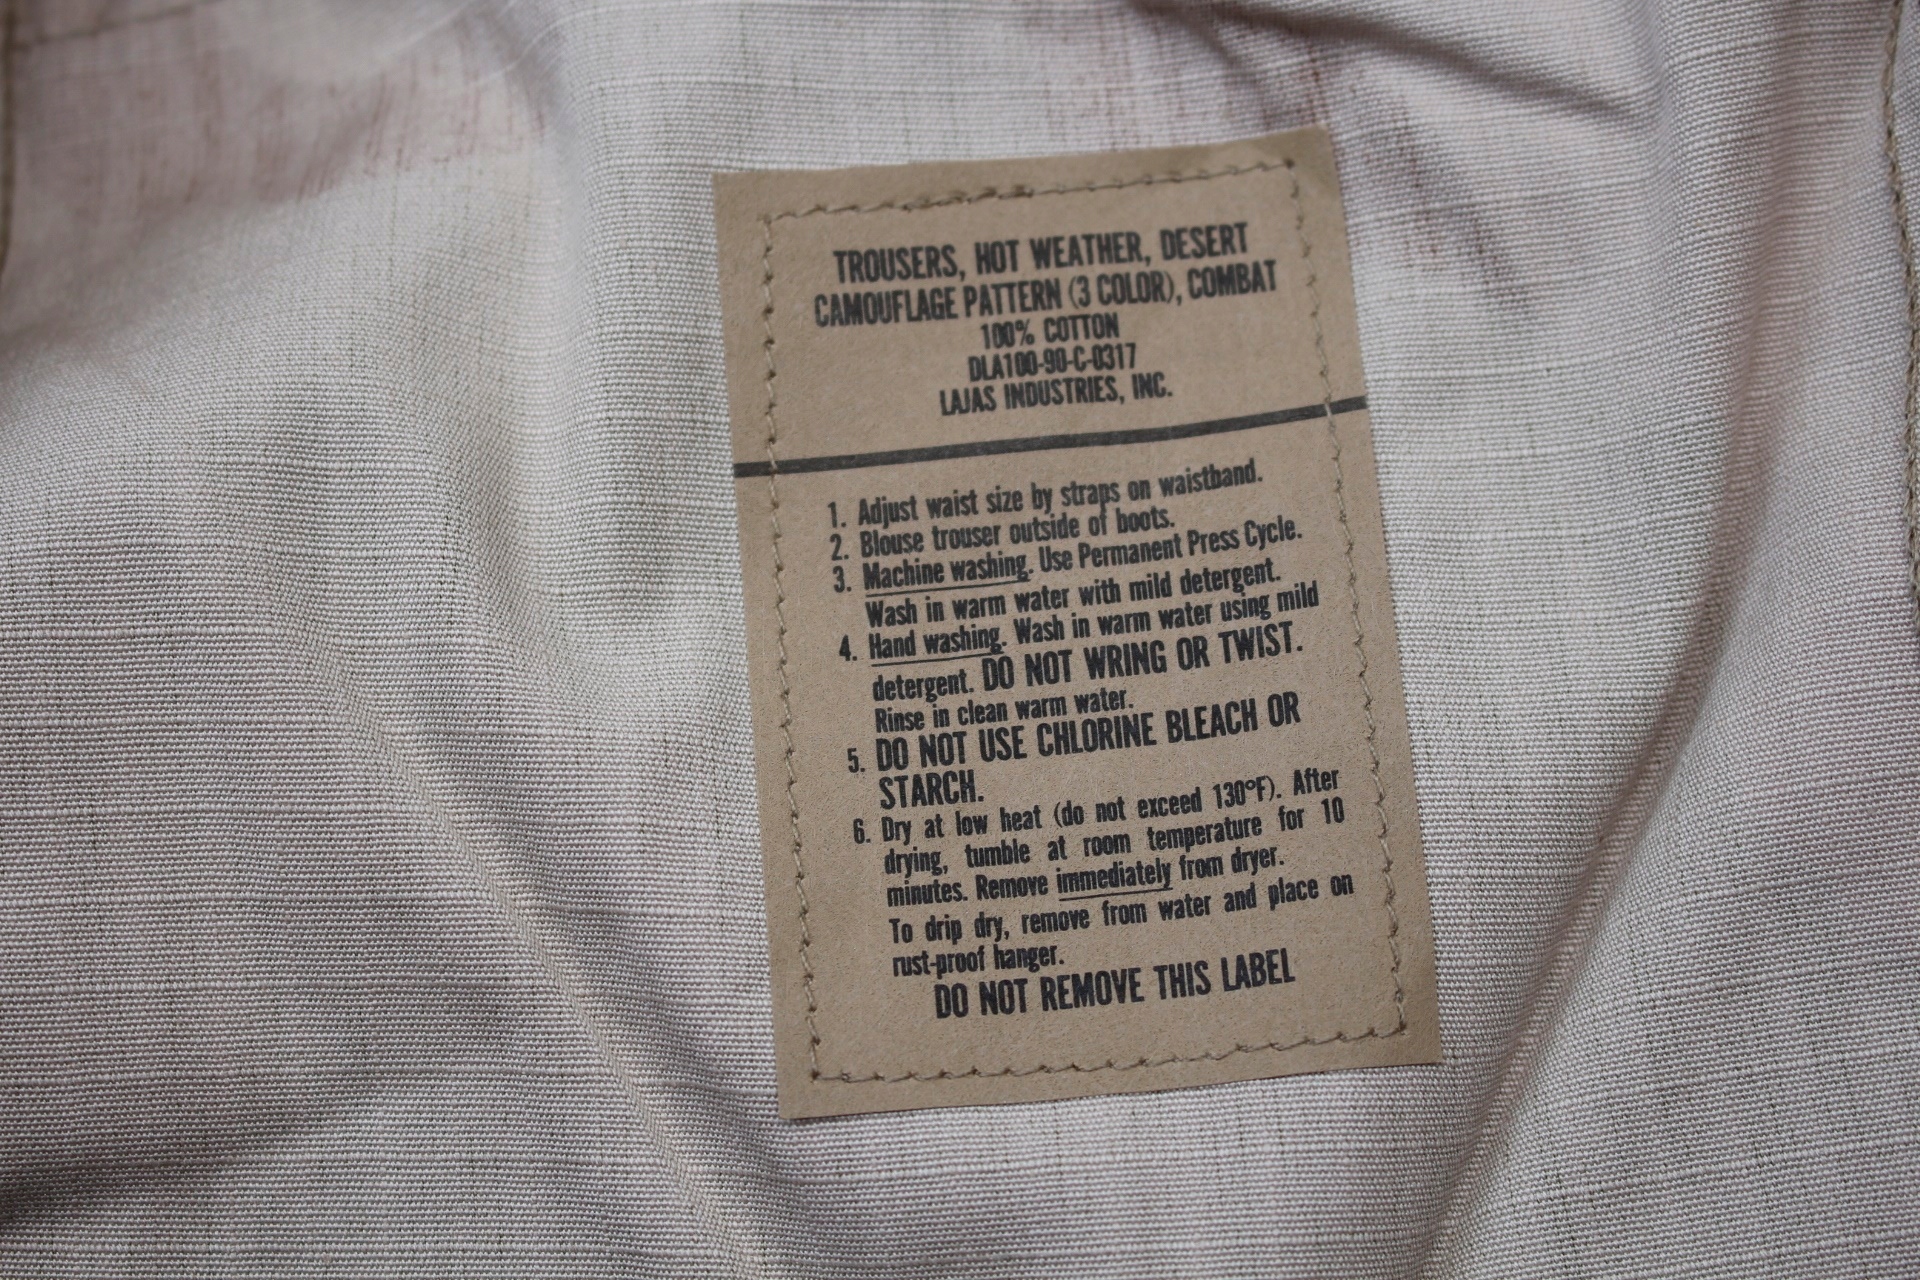 TROUSERS, HOT WEATHER, DESERT
CAMOUFLAGE PATTERN (3 COLOR), COMBAT
100% COTTON
DLA100-90-C-0317
LAJAS INDUSTRIES, INC.
1. Adjust waist size by straps on waistband.
2. Blouse trouser outside of boots.
3. Machine washing. Use Permanent Press Cycle.
Wash in warm water with mild detergent.
4. Hand washing. Wash in warm water using mild
detergent. DO NOT WRING OR TWIST.
Rinse in clean warm water.
5. DO NOT USE CHLORINE BLEACH OR
STARCH.
6. Dry at low heat (do not exceed 130°F). After
drying, tumble at room temperature for 10
minutes. Remove immediately from dryer.
To drip dry, remove from water and place on
rust-proof hanger.
DO NOT REMOVE THIS LABEL